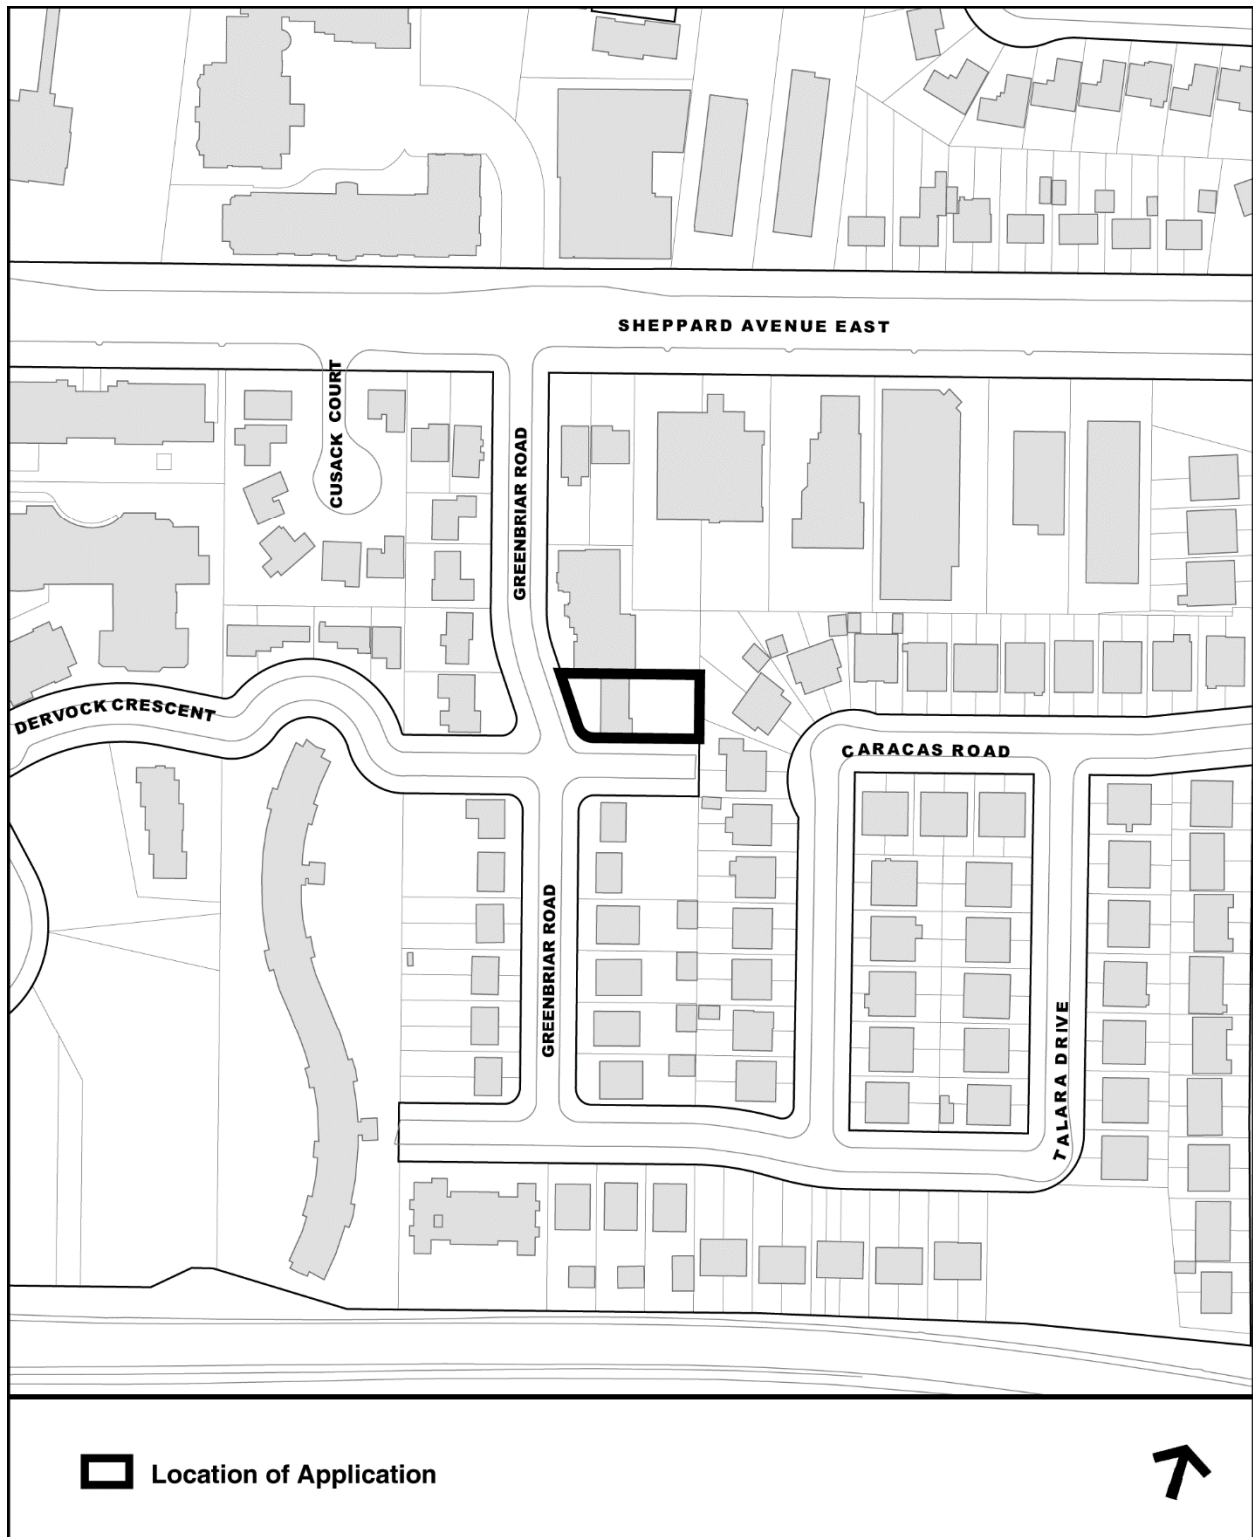 SHEPPARD AVENUE EAST
CUSACK COURT
GREENBRIAR ROAD
DERVOCK CRESCENT
CARACAS ROAD
GREENBRIAR ROAD
TALARA DRIVE
Location of Application